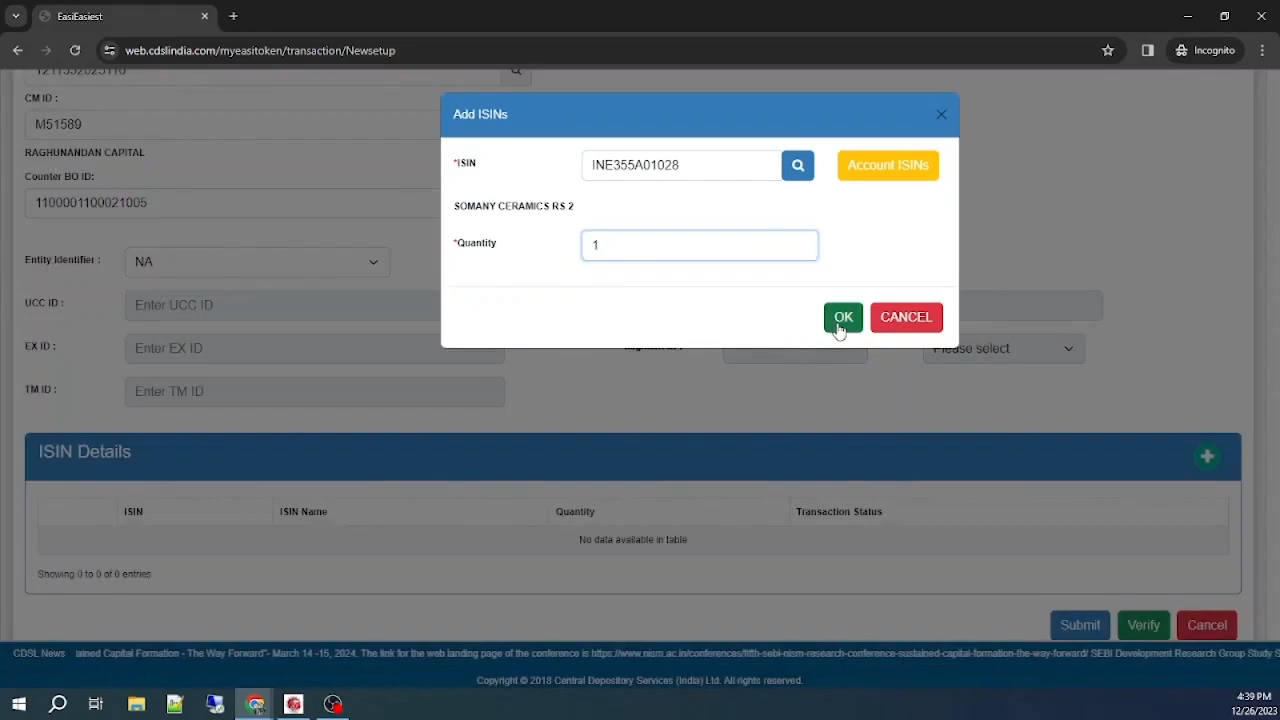 EasiEasiest
web.cdslindia.com/myeasitoken/transaction/Newsetup
Incognito
CM ID :
M51589
RAGHUNANDAN CAPITAL
Counter BO ID:
1100001100021005
Add ISINs
*ISIN
INE355A01028
Account ISINs
SOMANY CERAMICS RS 2
*Quantity
1
OK
CANCEL
Entity Identifier :
NA
UCC ID :
Enter UCC ID
EX ID :
Enter EX ID
Please select
TM ID :
Enter TM ID
ISIN Details
ISIN ISIN Name Quantity Transaction Status
No data available in table
Showing 0 to 0 of 0 entries
Submit Verify Cancel
CDSL News tained Capital Formation - The Way Forward"- March 14 -15, 2024. The link for the web landing page of the conference is https://www.nism.ac.in/conferences/fifth-sebi-nism-research-conference-sustained-capital-formation-the-way-forward/ SEBI Development Research Group Study S
Copyright © 2018 Central Depository Services (India) Ltd. All rights reserved.
4:39 PM
12/26/2023